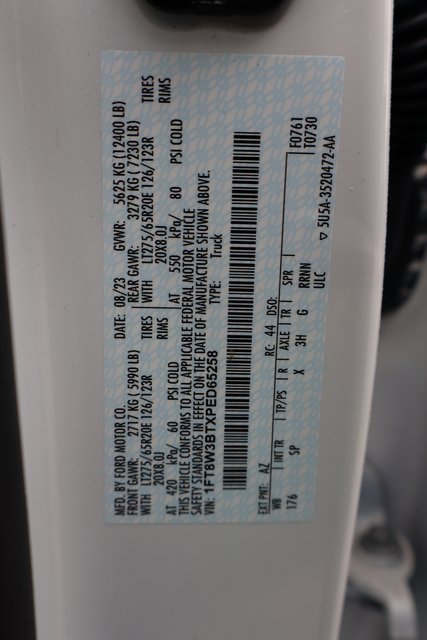 MFD. BY FORD MOTOR CO.
DATE: 08/23 GVWR: 5625 KG (12400 LB)
FRONT GAWR: 2717 KG (5990 LB) REAR GAWR: 3279 KG (7230 LB)
WITH LT275/65R20E 126/123R TIRES WITH LT275/65R20E 126/123R TIRES
20X8.0J RIMS 20X8.0J RIMS
AT 420 kPa/ 60 PSI COLD AT 550 kPa/ 80 PSI COLD
THIS VEHICLE CONFORMS TO ALL APPLICABLE FEDERAL MOTOR VEHICLE
SAFETY STANDARDS IN EFFECT ON THE DATE OF MANUFACTURE SHOWN ABOVE.
VIN: 1FT8W3BTXPED65258 TYPE: Truck
F0761
T0730
EXT PNT: AZ RC: 44 DSO:
WB INT TR TP/PS R AXLE TR SPR
176 SP X 3H G RRNN
ULC ▽ 5U5A-3520472-AA